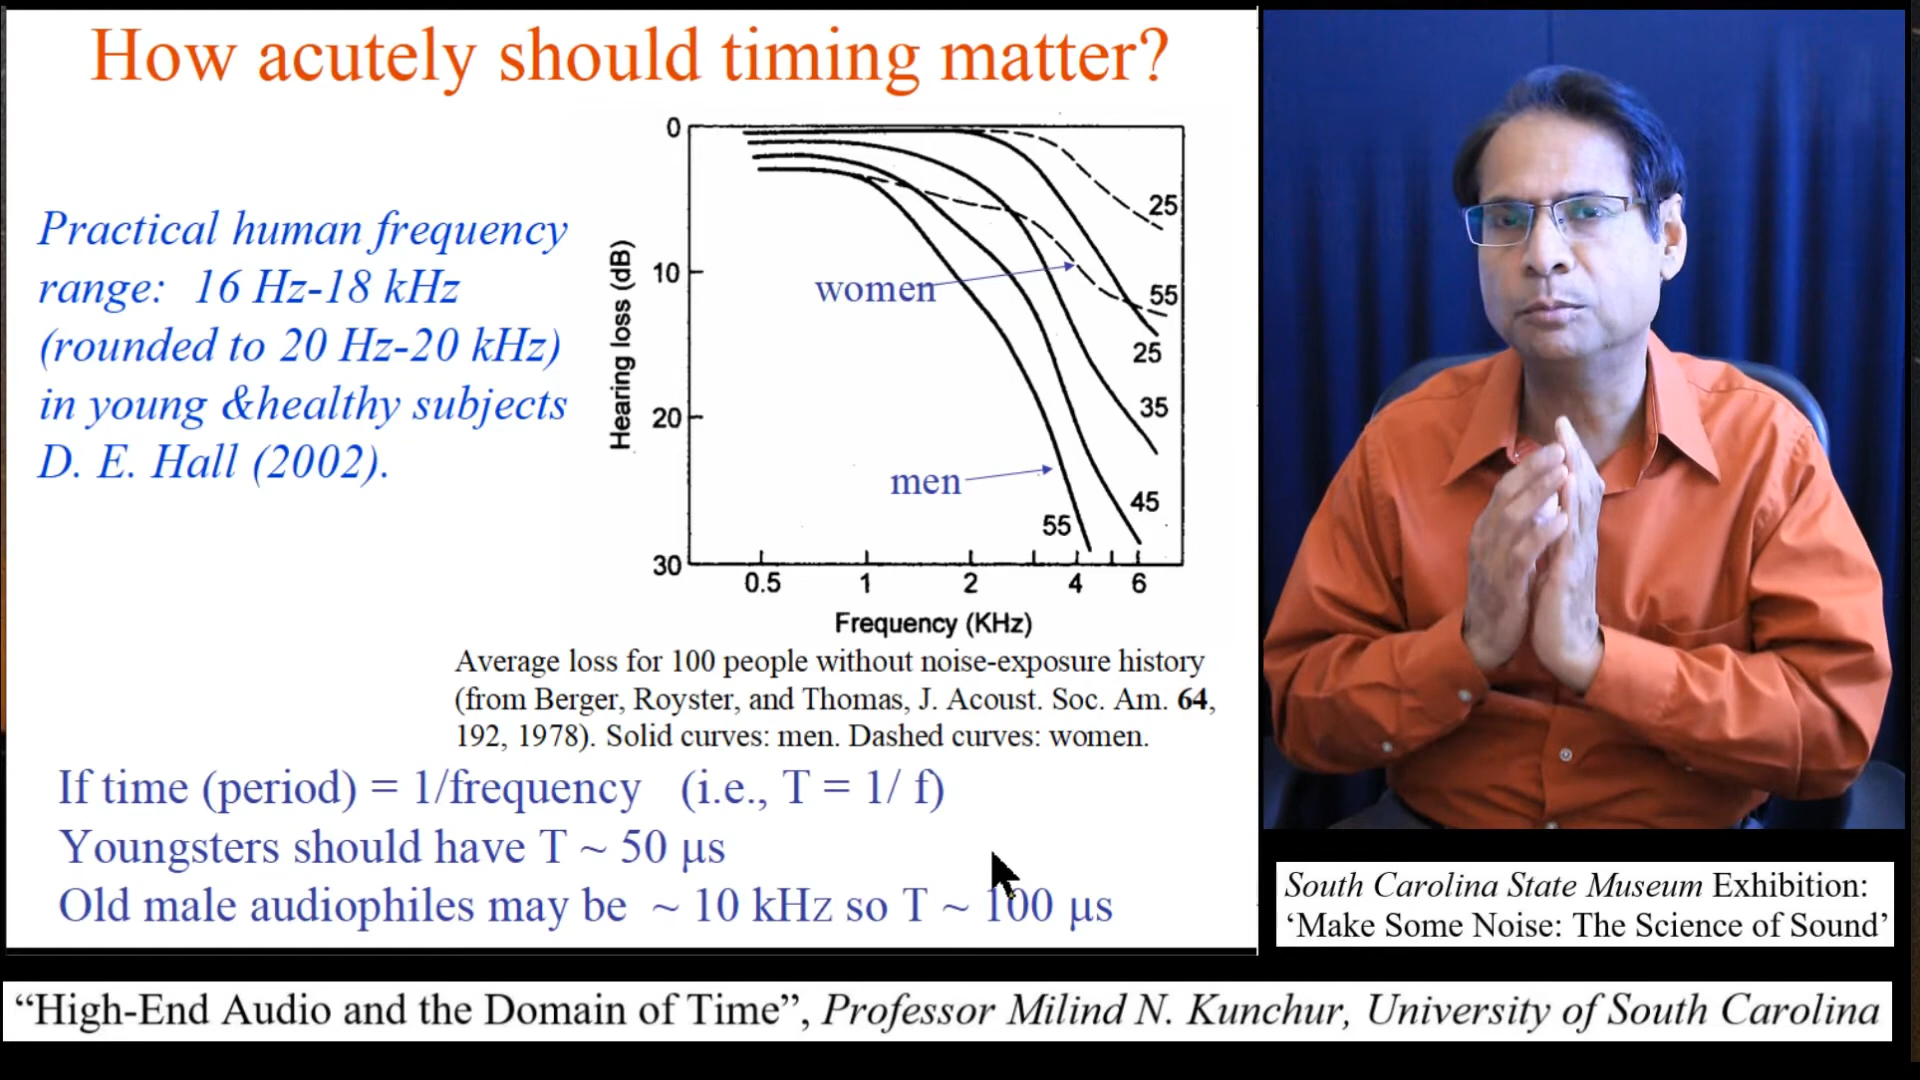 How acutely should timing matter?
Practical human frequency
range:  16 Hz-18 kHz
(rounded to 20 Hz-20 kHz)
in young &healthy subjects
D. E. Hall (2002).
0
10
20
30
Hearing loss (dB)
women
men
25
55
25
35
45
55
0.5 1 2 4 6
Frequency (KHz)
Average loss for 100 people without noise-exposure history
(from Berger, Royster, and Thomas, J. Acoust. Soc. Am. 64,
192, 1978). Solid curves: men. Dashed curves: women.
If time (period) = 1/frequency   (i.e., T = 1/ f)
Youngsters should have T ~ 50 μs
Old male audiophiles may be  ~ 10 kHz so T ~ 100 μs
South Carolina State Museum Exhibition:
‘Make Some Noise: The Science of Sound’
“High-End Audio and the Domain of Time”, Professor Milind N. Kunchur, University of South Carolina